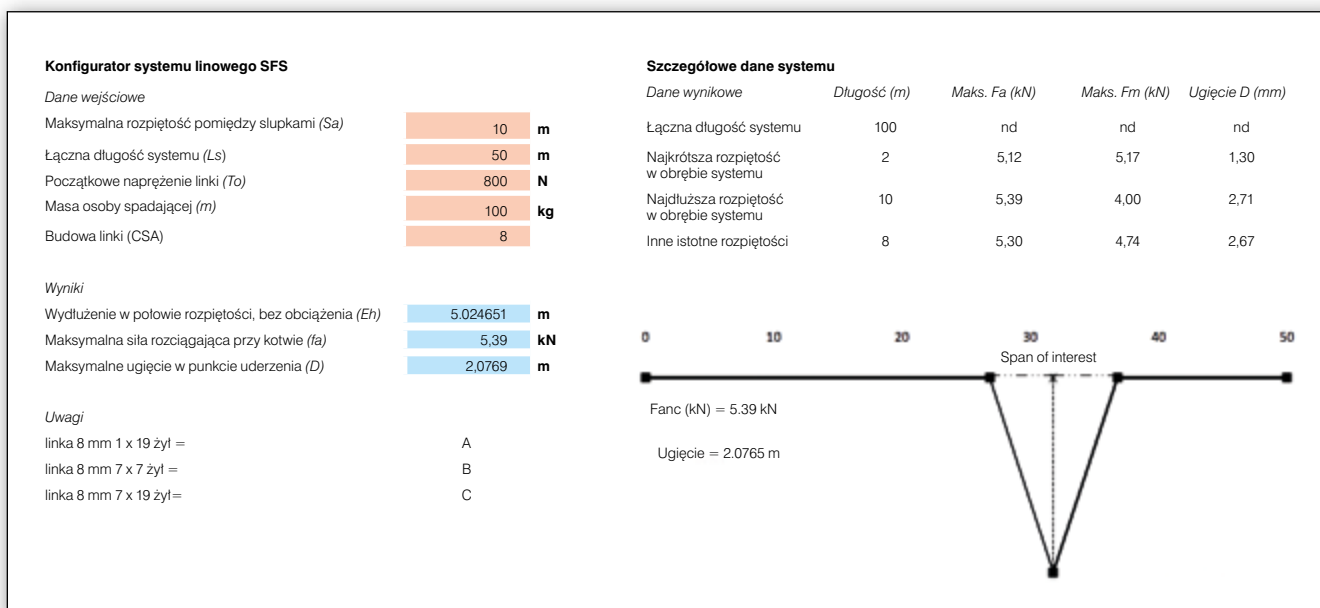 Konfigurator systemu linowego SFS
Dane wejściowe
Maksymalna rozpiętość pomiędzy slupkami (Sa) 10 m
Łączna długość systemu (Ls) 50 m
Początkowe naprężenie linki (To) 800 N
Masa osoby spadającej (m) 100 kg
Budowa linki (CSA) 8
Wyniki
Wydłużenie w połowie rozpiętości, bez obciążenia (Eh) 5.024651 m
Maksymalna siła rozciągająca przy kotwie (fa) 5,39 kN
Maksymalne ugięcie w punkcie uderzenia (D) 2,0769 m
Uwagi
linka 8 mm 1 x 19 żył = A
linka 8 mm 7 x 7 żył = B
linka 8 mm 7 x 19 żył= C
Szczegółowe dane systemu
Dane wynikowe Długość (m) Maks. Fa (kN) Maks. Fm (kN) Ugięcie D (mm)
Łączna długość systemu 100 nd nd nd
Najkrótsza rozpiętość 2 5,12 5,17 1,30
w obrębie systemu
Najdłuższa rozpiętość 10 5,39 4,00 2,71
w obrębie systemu
Inne istotne rozpiętości 8 5,30 4,74 2,67
0 10 20 30 40 50
Span of interest
Fanc (kN) = 5.39 kN
Ugięcie = 2.0765 m